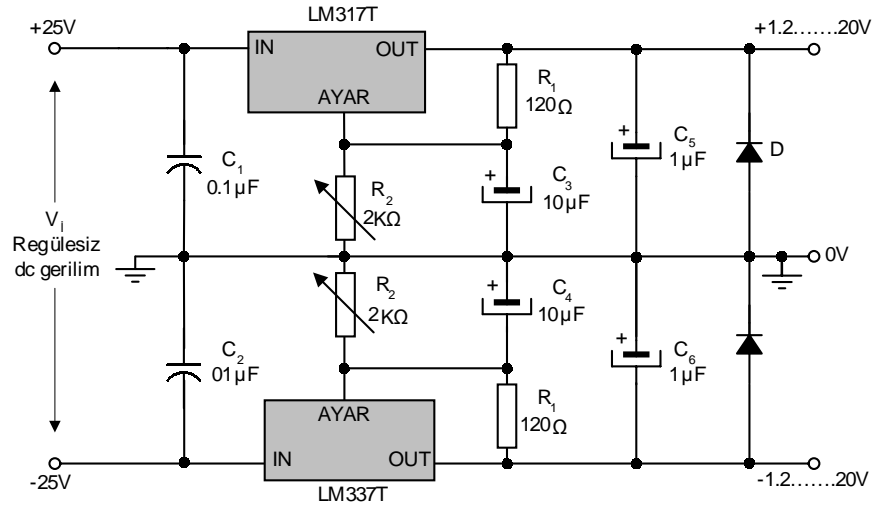 LM317T
+25V
+1.2.......20V
IN
OUT
AYAR
R1
120Ω
C1
0.1µF
R2
2KΩ
+
C3
10µF
+
C5
1µF
D
Vi
Regülesiz
dc gerilim
0V
R2
2KΩ
+
C4
10µF
C2
01µF
+
C6
1µF
AYAR
R1
120Ω
IN
OUT
-25V
-1.2.......20V
LM337T